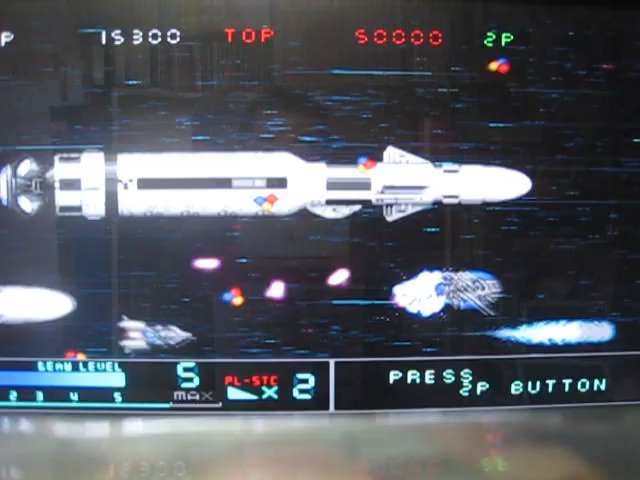 P 15300 TOP 50000 2P
BEAM LEVEL
2 3 4 5
5
MAX
PL-STC
X 2
PRESS 2P BUTTON